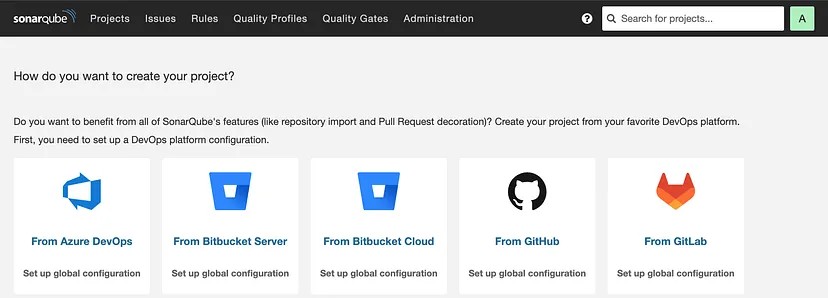 sonarqube Projects Issues Rules Quality Profiles Quality Gates Administration ? Search for projects... A
How do you want to create your project?
Do you want to benefit from all of SonarQube's features (like repository import and Pull Request decoration)? Create your project from your favorite DevOps platform.
First, you need to set up a DevOps platform configuration.
From Azure DevOps From Bitbucket Server From Bitbucket Cloud From GitHub From GitLab
Set up global configuration Set up global configuration Set up global configuration Set up global configuration Set up global configuration